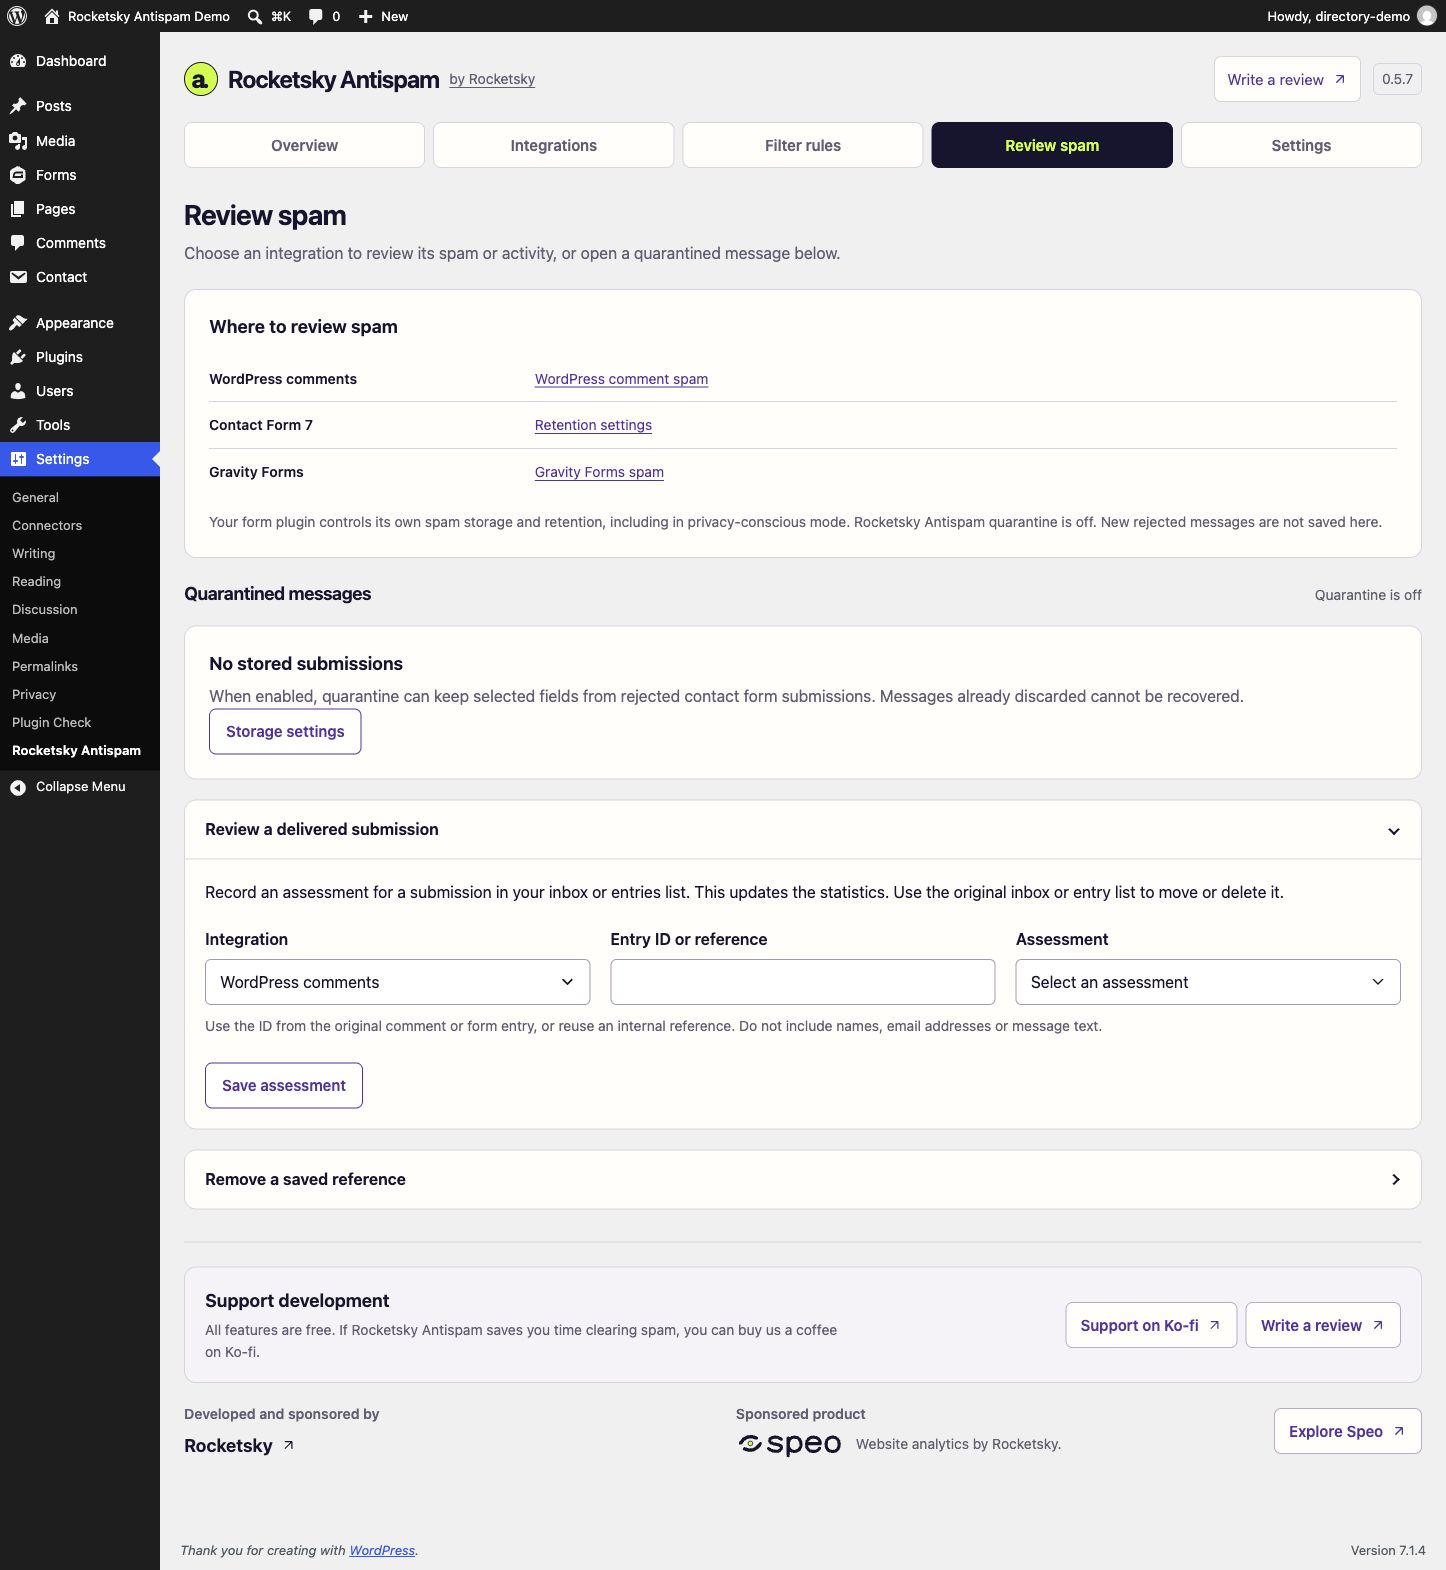 Rocketsky Antispam Demo ⌘K 0 New Howdy, directory-demo
Dashboard
Posts
Media
Forms
Pages
Comments
Contact
Appearance
Plugins
Users
Tools
Settings
General
Connectors
Writing
Reading
Discussion
Media
Permalinks
Privacy
Plugin Check
Rocketsky Antispam
Collapse Menu
a. Rocketsky Antispam by Rocketsky Write a review ↗ 0.5.7
Overview Integrations Filter rules Review spam Settings
Review spam
Choose an integration to review its spam or activity, or open a quarantined message below.
Where to review spam
WordPress comments WordPress comment spam
Contact Form 7 Retention settings
Gravity Forms Gravity Forms spam
Your form plugin controls its own spam storage and retention, including in privacy-conscious mode. Rocketsky Antispam quarantine is off. New rejected messages are not saved here.
Quarantined messages Quarantine is off
No stored submissions
When enabled, quarantine can keep selected fields from rejected contact form submissions. Messages already discarded cannot be recovered.
Storage settings
Review a delivered submission
Record an assessment for a submission in your inbox or entries list. This updates the statistics. Use the original inbox or entry list to move or delete it.
Integration Entry ID or reference Assessment
WordPress comments Select an assessment
Use the ID from the original comment or form entry, or reuse an internal reference. Do not include names, email addresses or message text.
Save assessment
Remove a saved reference
Support development
All features are free. If Rocketsky Antispam saves you time clearing spam, you can buy us a coffee
on Ko-fi.
Support on Ko-fi ↗ Write a review ↗
Developed and sponsored by
Rocketsky ↗
Sponsored product
speo Website analytics by Rocketsky.
Explore Speo ↗
Thank you for creating with WordPress. Version 7.1.4